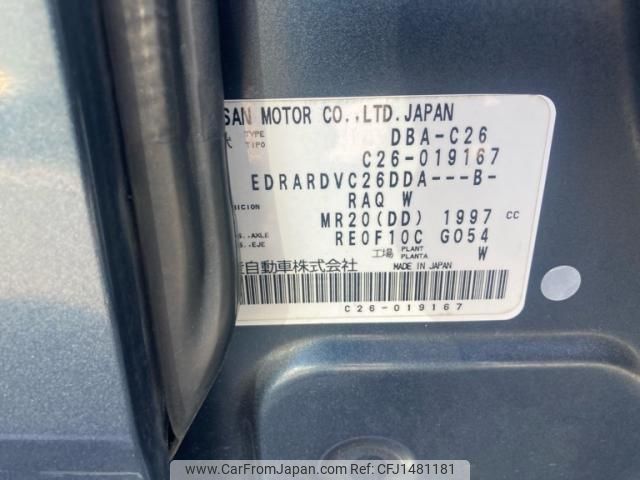 SAN MOTOR CO.,LTD.JAPAN
TYPE DBA-C26
TIPO
C26-019167
EDRARDVC26DDA---B-
RAQ W
ICION
MR20(DD) 1997 cc
S..AXLE RE0F10C G054
S..EJE
工場 PLANT W
PLANTA
産自動車株式会社 MADE IN JAPAN
C26-019167
www.CarFromJapan.com | Photo ID: CFJ1481181